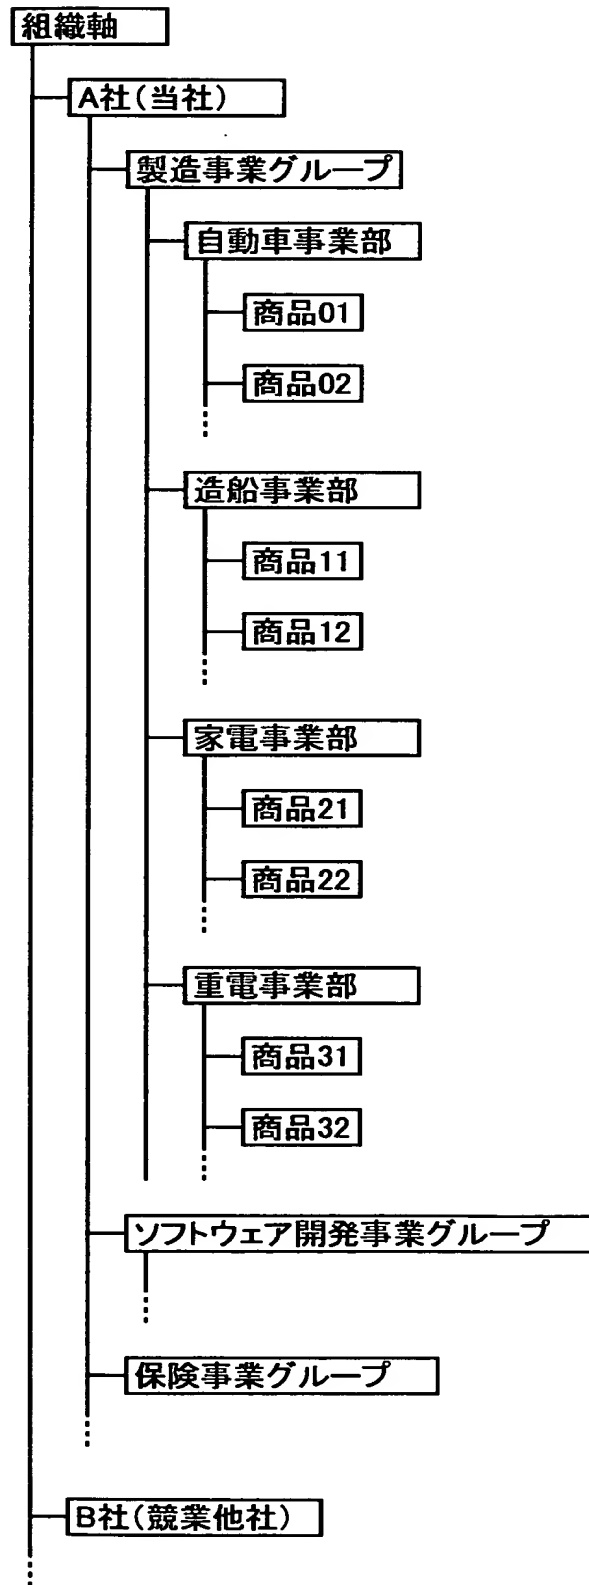 組織軸
A社(当社)
製造事業グループ
自動車事業部
商品01
商品02
造船事業部
商品11
商品12
家電事業部
商品21
商品22
重電事業部
商品31
商品32
ソフトウェア開発事業グループ
保険事業グループ
B社(競業他社)